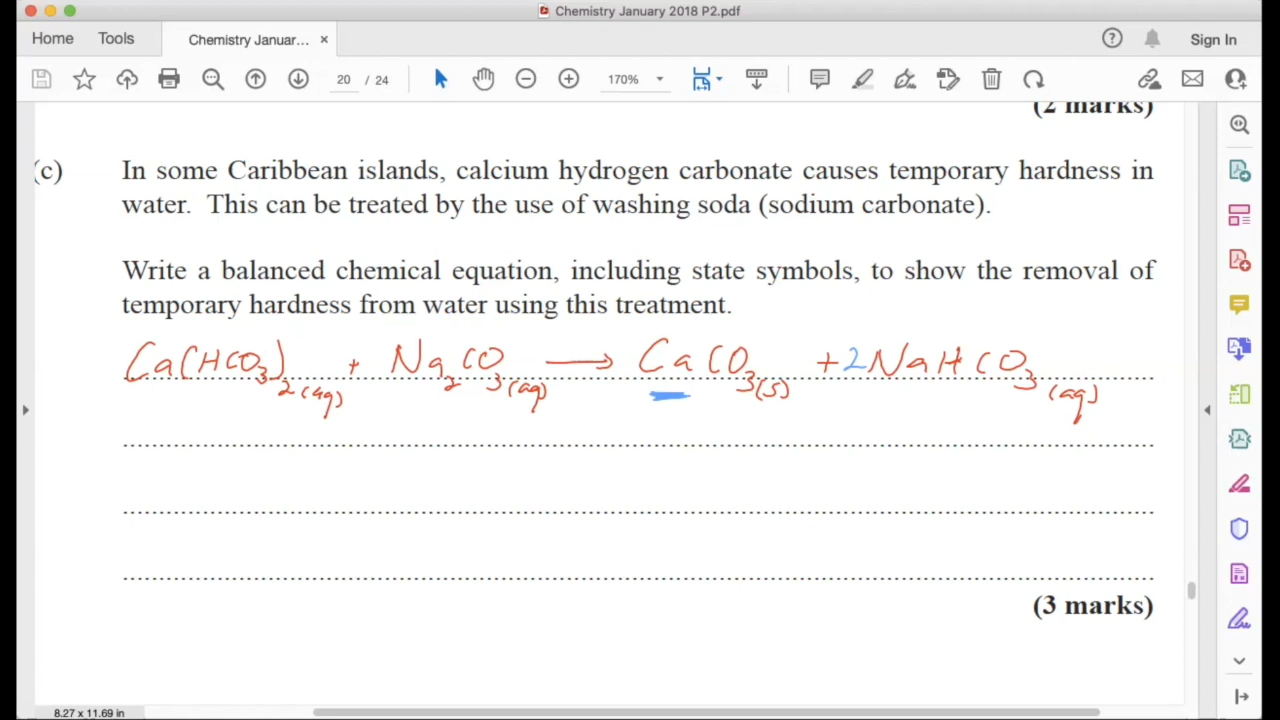 Chemistry January 2018 P2.pdf
Home Tools Chemistry Januar... × ? Sign In
20 / 24 170%
(2 marks)
(c) In some Caribbean islands, calcium hydrogen carbonate causes temporary hardness in
water. This can be treated by the use of washing soda (sodium carbonate).
Write a balanced chemical equation, including state symbols, to show the removal of
temporary hardness from water using this treatment.
Ca(HCO₃)₂(aq) + Na₂CO₃(aq) → CaCO₃(s) + 2NaHCO₃(aq)
(3 marks)
8.27 x 11.69 in